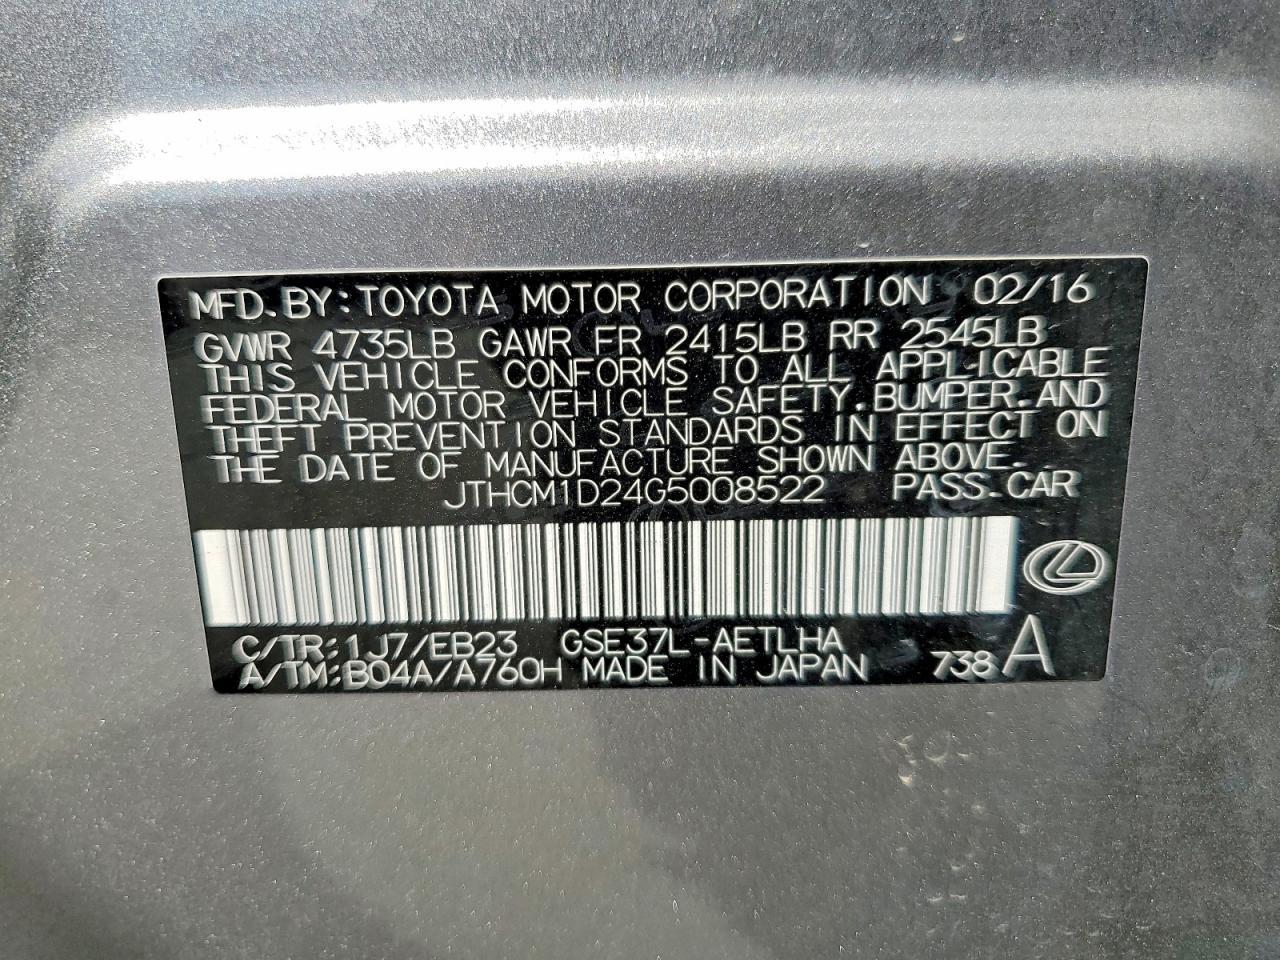 MFD. BY: TOYOTA MOTOR CORPORATION 02/16
GVWR 4735LB GAWR FR 2415LB RR 2545LB
THIS VEHICLE CONFORMS TO ALL APPLICABLE
FEDERAL MOTOR VEHICLE SAFETY, BUMPER, AND
THEFT PREVENTION STANDARDS IN EFFECT ON
THE DATE OF MANUFACTURE SHOWN ABOVE.
JTHCM1D24G5008522 PASS. CAR
C/TR: 1J7/EB23 GSE37L-AETLHA
A/TM: B04A/A760H MADE IN JAPAN 738 A